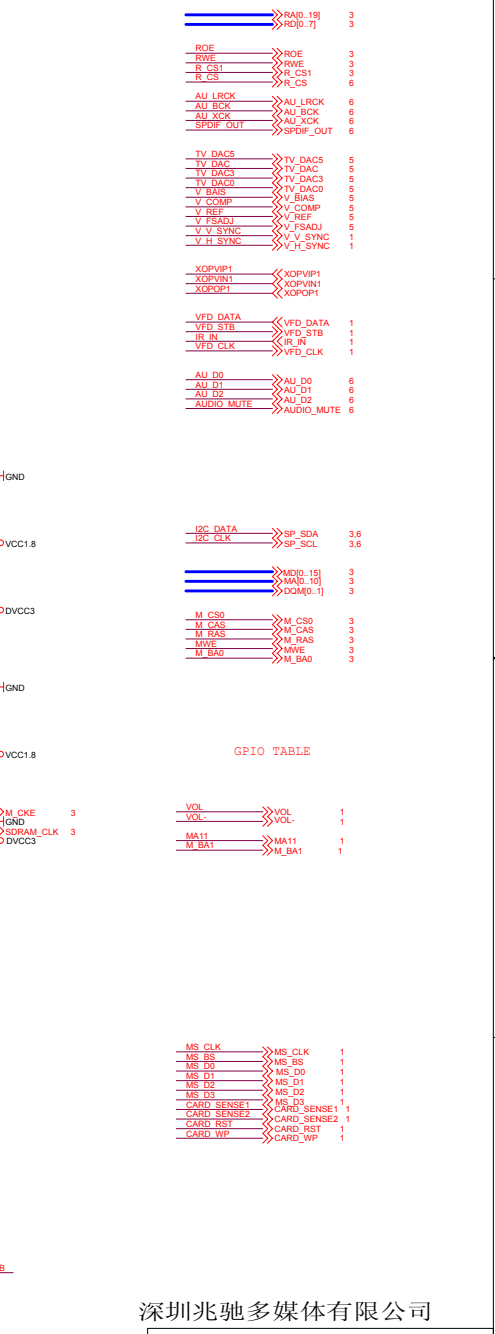 RA[0..19] 3
RD[0..7] 3
ROE ROE 3
RWE RWE 3
R_CS1 R_CS1 3
R_CS R_CS 6
AU_LRCK AU_LRCK 6
AU_BCK AU_BCK 6
AU_XCK AU_XCK 6
SPDIF_OUT SPDIF_OUT 6
TV_DAC5 TV_DAC5 5
TV_DAC TV_DAC 5
TV_DAC3 TV_DAC3 5
TV_DAC0 TV_DAC0 5
V_BAIS V_BIAS 5
V_COMP V_COMP 5
V_REF V_REF 5
V_FSADJ V_FSADJ 5
V_V_SYNC V_V_SYNC 1
V_H_SYNC V_H_SYNC 1
XOPVIP1 XOPVIP1
XOPVIN1 XOPVIN1
XOPOP1 XOPOP1
VFD_DATA VFD_DATA 1
VFD_STB VFD_STB 1
IR_IN IR_IN 1
VFD_CLK VFD_CLK 1
AU_D0 AU_D0 6
AU_D1 AU_D1 6
AU_D2 AU_D2 6
AUDIO_MUTE AUDIO_MUTE 6
GND
I2C_DATA SP_SDA 3,6
I2C_CLK SP_SCL 3,6
VCC1.8
MD[0..15] 3
MA[0..10] 3
DQM[0..1] 3
DVCC3
M_CS0 M_CS0 3
M_CAS M_CAS 3
M_RAS M_RAS 3
MWE MWE 3
M_BA0 M_BA0 3
GND
VCC1.8
GPIO TABLE
M_CKE 3
GND
SDRAM_CLK 3
DVCC3
VOL VOL 1
VOL- VOL- 1
MA11 MA11 1
M_BA1 M_BA1 1
MS_CLK MS_CLK 1
MS_BS MS_BS 1
MS_D0 MS_D0 1
MS_D1 MS_D1 1
MS_D2 MS_D2 1
MS_D3 MS_D3 1
CARD_SENSE1 CARD_SENSE1 1
CARD_SENSE2 CARD_SENSE2 1
CARD_RST CARD_RST 1
CARD_WP CARD_WP 1
B
深圳兆驰多媒体有限公司